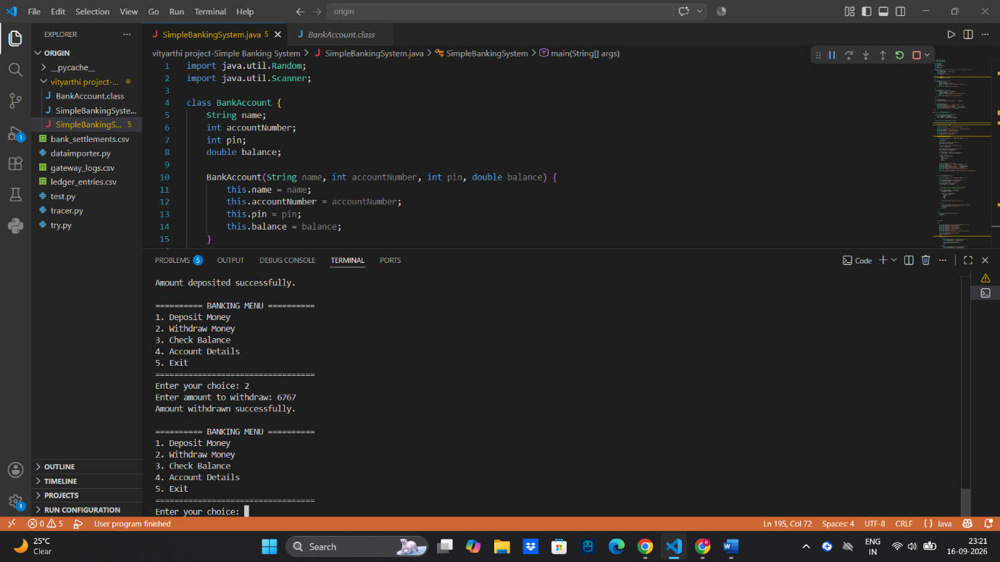 File Edit Selection View Go Run Terminal Help
origin
EXPLORER
ORIGIN
__pycache__
vityarthi project-...
BankAccount.class
SimpleBankingSyste...
SimpleBankingS... 5
bank_settlements.csv
dataimporter.py
gateway_logs.csv
ledger_entries.csv
test.py
tracer.py
try.py
OUTLINE
TIMELINE
PROJECTS
RUN CONFIGURATION
1
1
SimpleBankingSystem.java 5
BankAccount.class
vityarthi project-Simple Banking System > SimpleBankingSystem.java > SimpleBankingSystem > main(String[] args)
1 import java.util.Random;
2 import java.util.Scanner;
3
4 class BankAccount {
5 String name;
6 int accountNumber;
7 int pin;
8 double balance;
9
10 BankAccount(String name, int accountNumber, int pin, double balance) {
11 this.name = name;
12 this.accountNumber = accountNumber;
13 this.pin = pin;
14 this.balance = balance;
15 }
PROBLEMS 5 OUTPUT DEBUG CONSOLE TERMINAL PORTS
Code
Amount deposited successfully.
========== BANKING MENU ==========
1. Deposit Money
2. Withdraw Money
3. Check Balance
4. Account Details
5. Exit
==================================
Enter your choice: 2
Enter amount to withdraw: 6767
Amount withdrawn successfully.
========== BANKING MENU ==========
1. Deposit Money
2. Withdraw Money
3. Check Balance
4. Account Details
5. Exit
==================================
Enter your choice:
0 5 User program finished
Ln 195, Col 72 Spaces: 4 UTF-8 CRLF {} Java
25°C
Clear
Search
ENG
IN
23:21
16-09-2026